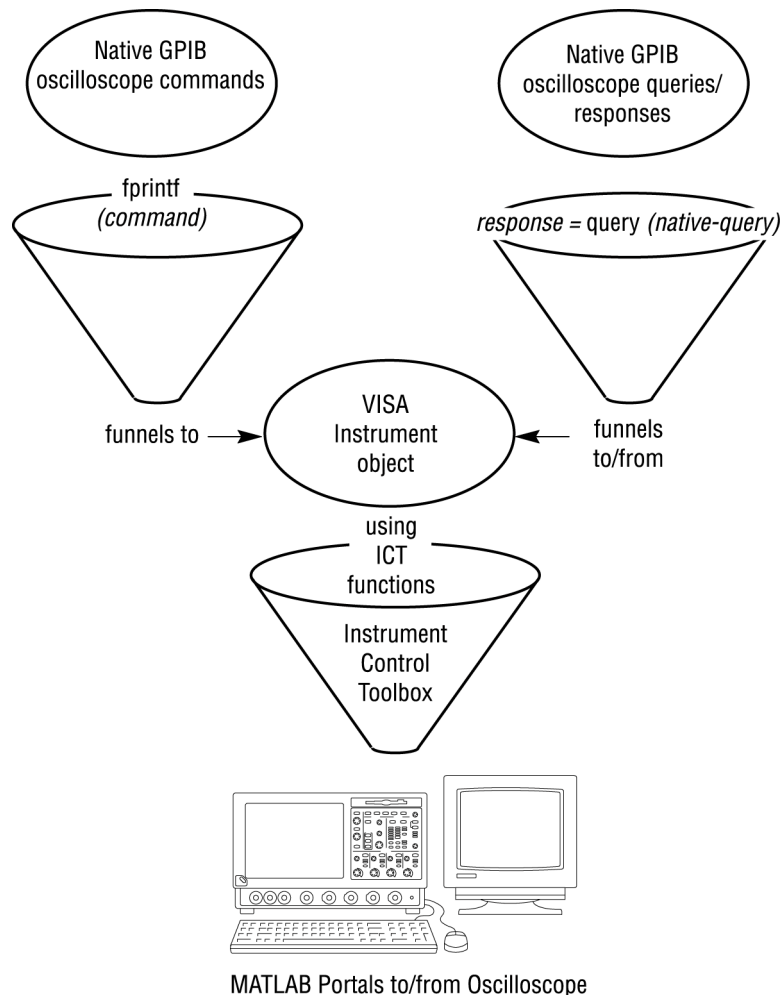 Native GPIB
oscilloscope commands
Native GPIB
oscilloscope queries/
responses
fprintf
(command)
response = query (native-query)
funnels to
VISA
Instrument
object
funnels
to/from
using
ICT
functions
Instrument
Control
Toolbox
MATLAB Portals to/from Oscilloscope